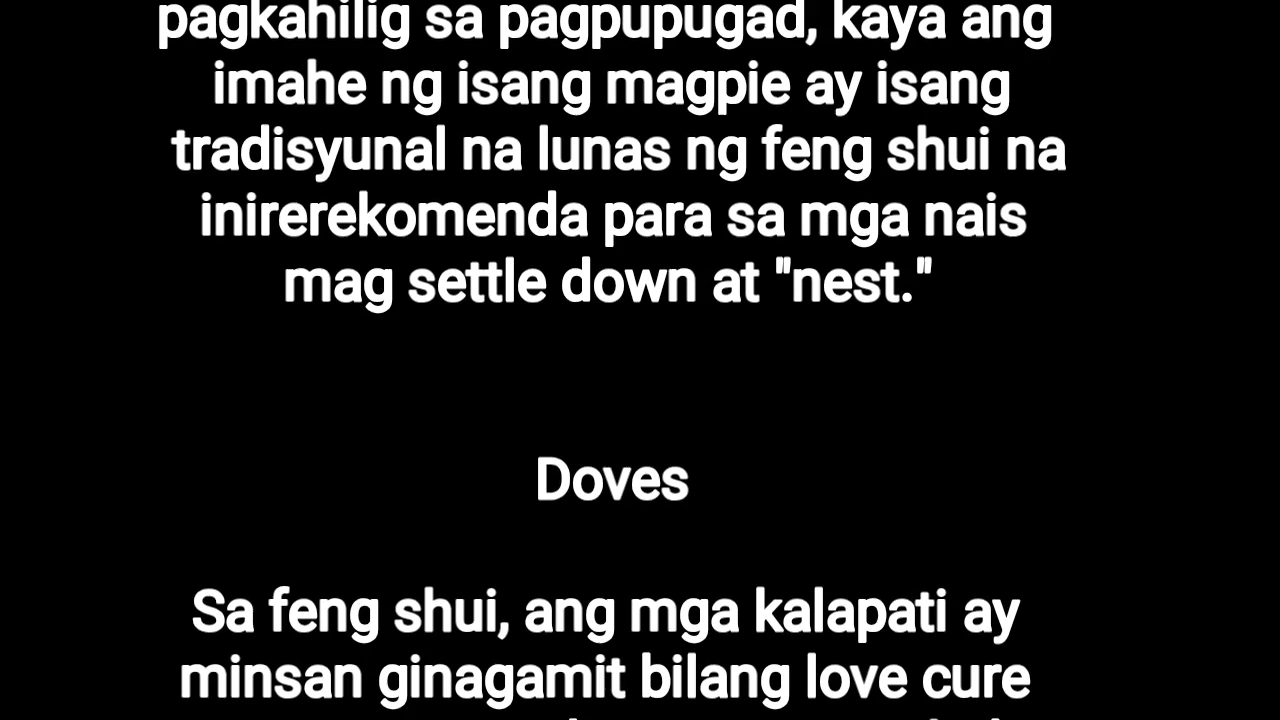 pagkahilig sa pagpupugad, kaya ang
imahe ng isang magpie ay isang
tradisyunal na lunas ng feng shui na
inirerekomenda para sa mga nais
mag settle down at "nest."
Doves
Sa feng shui, ang mga kalapati ay
minsan ginagamit bilang love cure